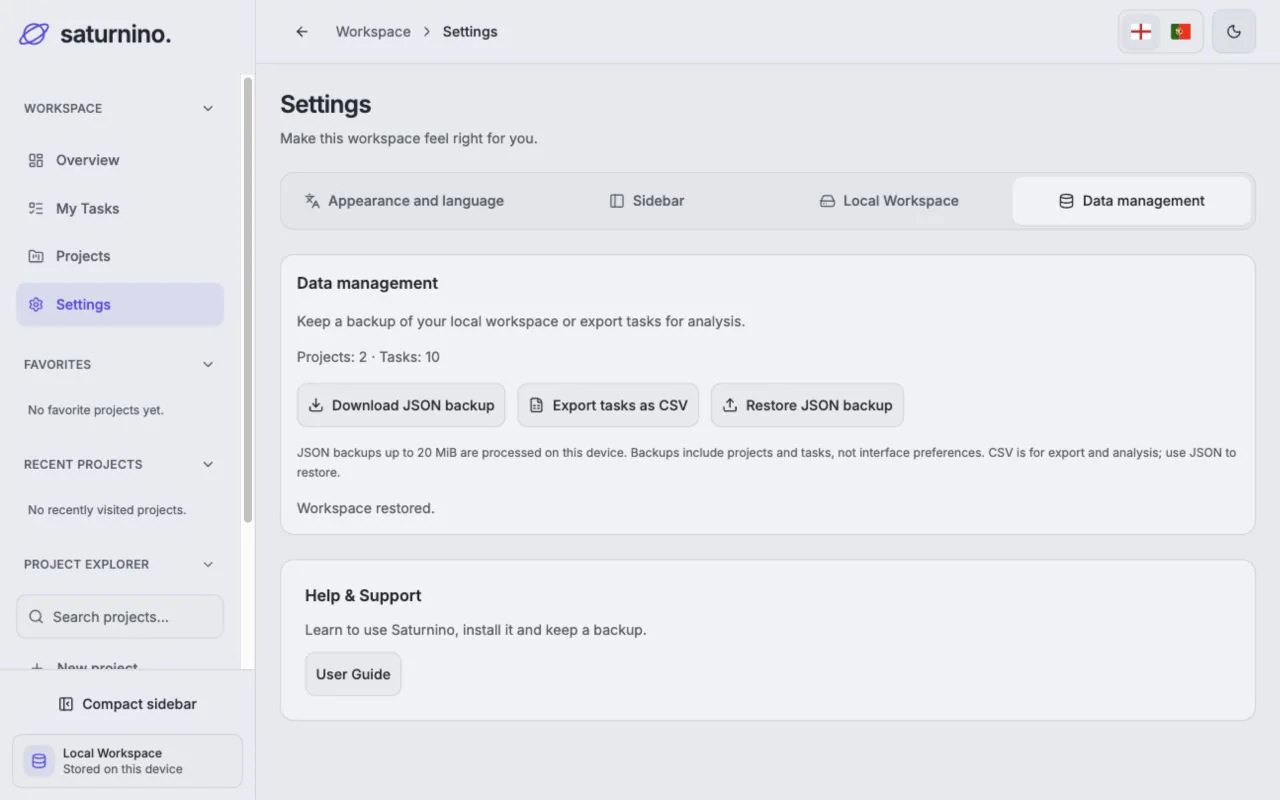 saturnino.
Workspace > Settings
WORKSPACE
Overview
My Tasks
Projects
Settings
FAVORITES
No favorite projects yet.
RECENT PROJECTS
No recently visited projects.
PROJECT EXPLORER
Search projects...
New project
Compact sidebar
Local Workspace
Stored on this device
Settings
Make this workspace feel right for you.
Appearance and language
Sidebar
Local Workspace
Data management
Data management
Keep a backup of your local workspace or export tasks for analysis.
Projects: 2 · Tasks: 10
Download JSON backup
Export tasks as CSV
Restore JSON backup
JSON backups up to 20 MiB are processed on this device. Backups include projects and tasks, not interface preferences. CSV is for export and analysis; use JSON to
restore.
Workspace restored.
Help & Support
Learn to use Saturnino, install it and keep a backup.
User Guide